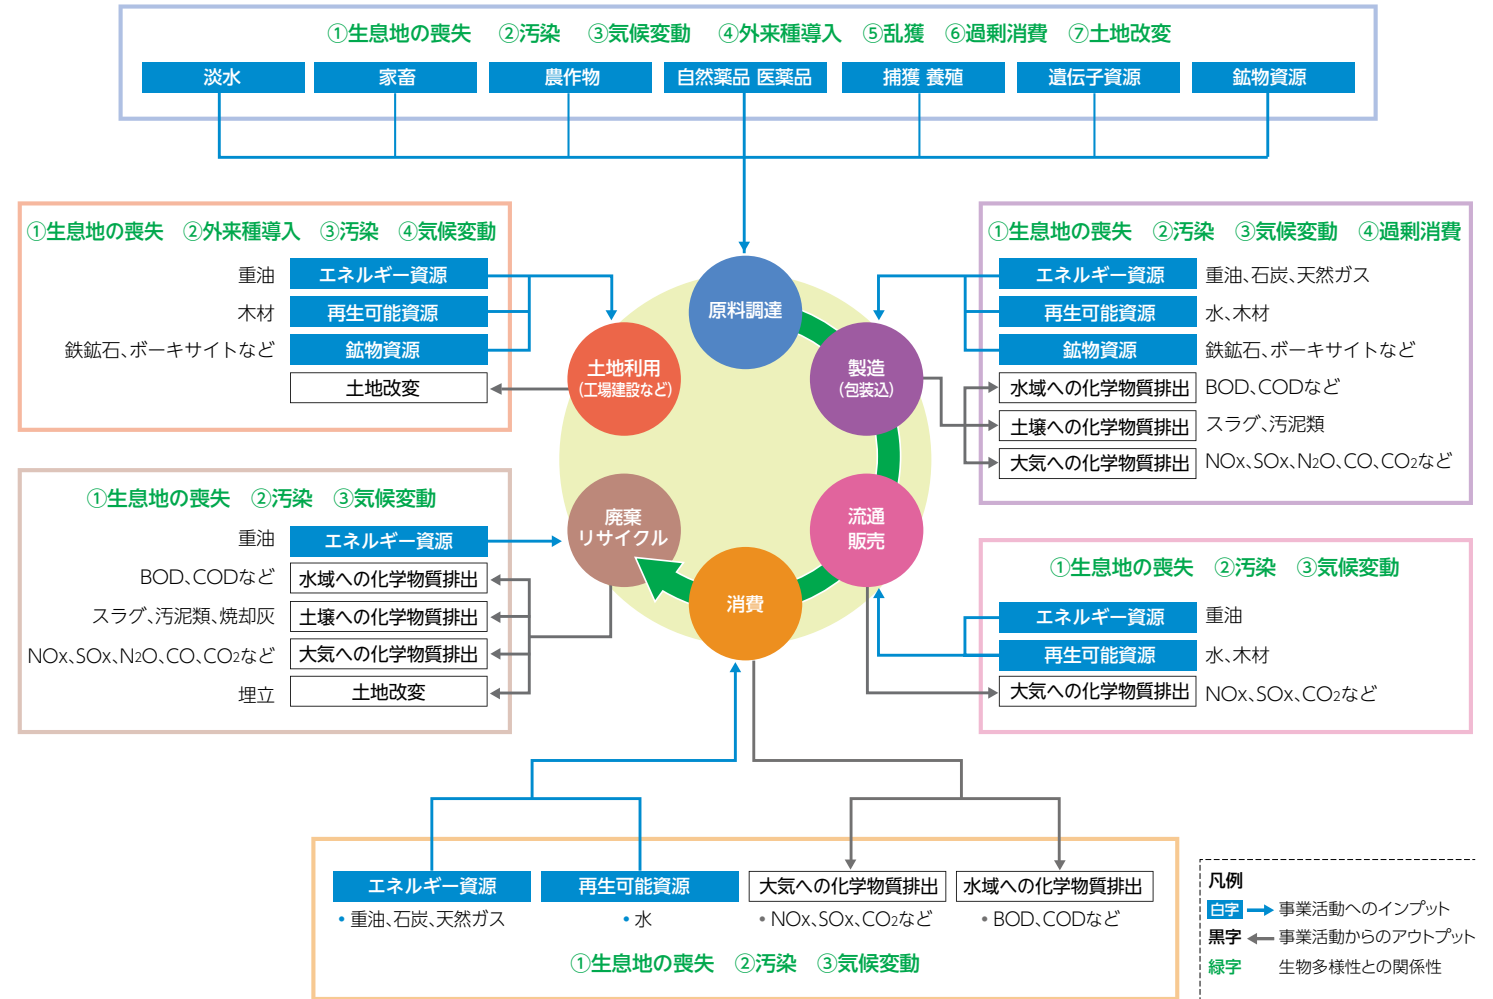 ①生息地の喪失 ②汚染 ③気候変動 ④外来種導入 ⑤乱獲 ⑥過剰消費 ⑦土地改変
淡水 家畜 農作物 自然薬品 医薬品 捕獲 養殖 遺伝子資源 鉱物資源
①生息地の喪失 ②外来種導入 ③汚染 ④気候変動
重油 エネルギー資源
木材 再生可能資源
鉄鉱石、ボーキサイトなど 鉱物資源
土地改変
①生息地の喪失 ②汚染 ③気候変動 ④過剰消費
エネルギー資源 重油、石炭、天然ガス
再生可能資源 水、木材
鉱物資源 鉄鉱石、ボーキサイトなど
水域への化学物質排出 BOD、CODなど
土壌への化学物質排出 スラグ、汚泥類
大気への化学物質排出 NOx、SOx、N2O、CO、CO2など
原料調達
製造
(包装込)
流通
販売
消費
廃棄
リサイクル
土地利用
(工場建設など)
①生息地の喪失 ②汚染 ③気候変動
重油 エネルギー資源
BOD、CODなど 水域への化学物質排出
スラグ、汚泥類、焼却灰 土壌への化学物質排出
NOx、SOx、N2O、CO、CO2など 大気への化学物質排出
埋立 土地改変
①生息地の喪失 ②汚染 ③気候変動
エネルギー資源 重油
再生可能資源 水、木材
大気への化学物質排出 NOx、SOx、CO2など
エネルギー資源 再生可能資源 大気への化学物質排出 水域への化学物質排出
・重油、石炭、天然ガス ・水 ・NOx、SOx、CO2など ・BOD、CODなど
①生息地の喪失 ②汚染 ③気候変動
凡例
白字 事業活動へのインプット
黒字 事業活動からのアウトプット
緑字 生物多様性との関係性